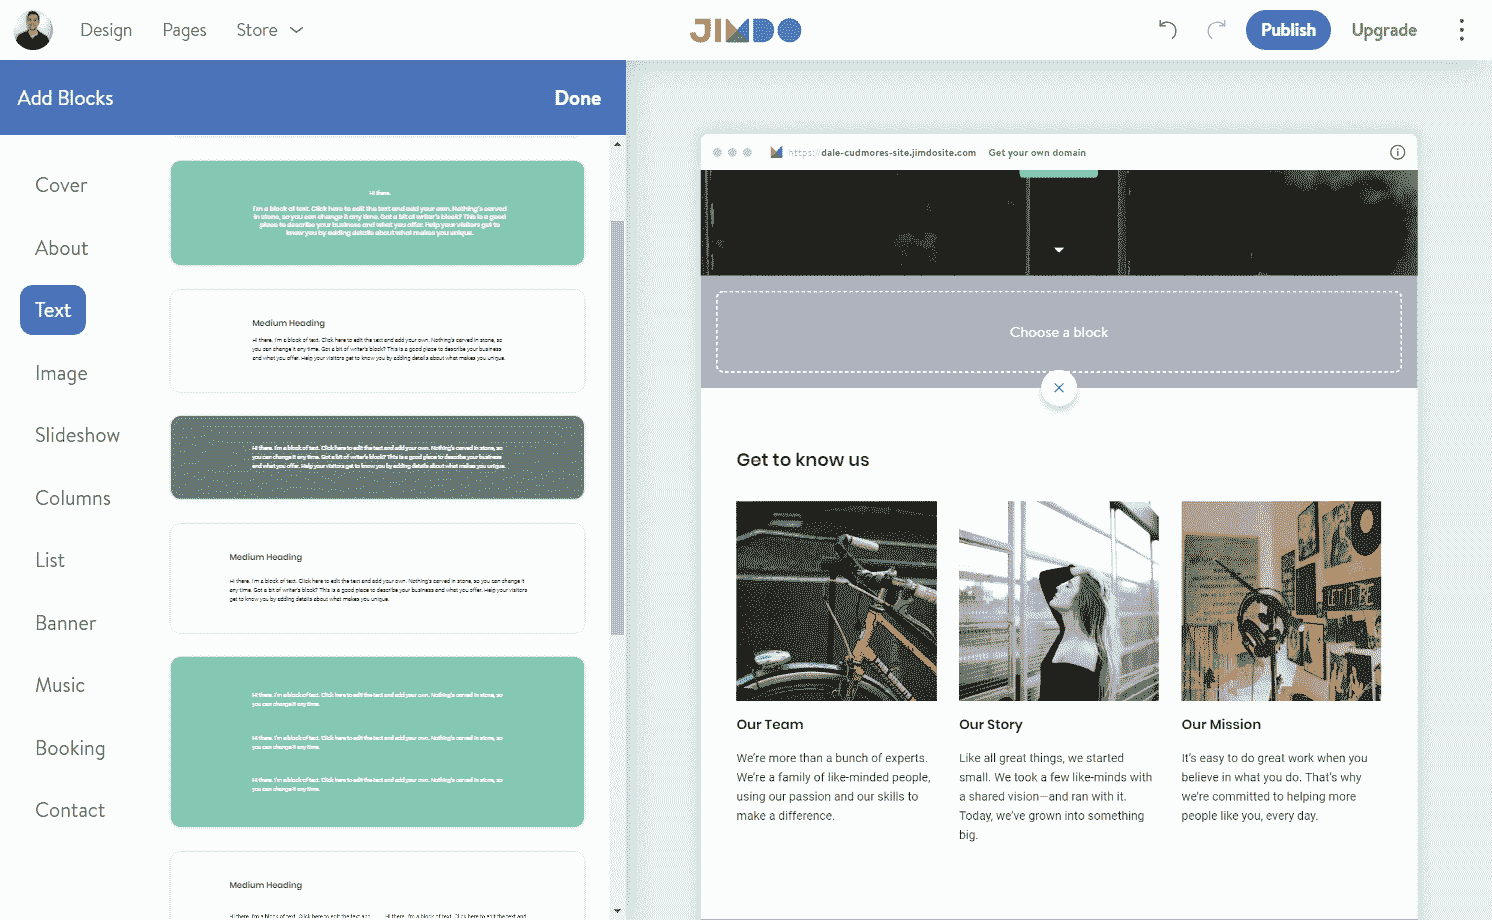 Design
Pages
Store
JIMDO
Publish
Upgrade
Add Blocks
Done
Cover
About
Text
Image
Slideshow
Columns
List
Banner
Music
Booking
Contact
Hi there.
I'm a block of text. Click here to edit the text and add your own. Nothing's carved
in stone, so you can change it any time. Got a bit of writer's block? This is a good
place to describe your business and what you offer. Help your visitors get to
know you by adding details about what makes you unique.
Medium Heading
Hi there. I'm a block of text. Click here to edit the text and add your own. Nothing's carved in stone, so
you can change it any time. Got a bit of writer's block? This is a good place to describe your business
and what you offer. Help your visitors get to know you by adding details about what makes you unique.
Hi there. I'm a block of text. Click here to edit the text and add your own. Nothing's carved in stone, so
you can change it any time. Got a bit of writer's block? This is a good place to describe your business
and what you offer. Help your visitors get to know you by adding details about what makes you unique.
Medium Heading
Hi there. I'm a block of text. Click here to edit the text and add your own. Nothing's carved in stone, so you can change it
any time. Got a bit of writer's block? This is a good place to describe your business and what you offer. Help your visitors
get to know you by adding details about what makes you unique.
Hi there. I'm a block of text. Click here to edit the text and add your own. Nothing's carved in stone, so
you can change it any time.
Hi there. I'm a block of text. Click here to edit the text and add your own. Nothing's carved in stone, so
you can change it any time.
Hi there. I'm a block of text. Click here to edit the text and add your own. Nothing's carved in stone, so
you can change it any time.
Medium Heading
Hi there. I'm a block of text. Click here to edit the text and
Hi there. I'm a block of text. Click here to edit the text and
https://dale-cudmores-site.jimdosite.com
Get your own domain
Choose a block
Get to know us
Our Team
We're more than a bunch of experts.
We're a family of like-minded people,
using our passion and our skills to
make a difference.
Our Story
Like all great things, we started
small. We took a few like-minds with
a shared vision—and ran with it.
Today, we've grown into something
big.
Our Mission
It's easy to do great work when you
believe in what you do. That's why
we're committed to helping more
people like you, every day.